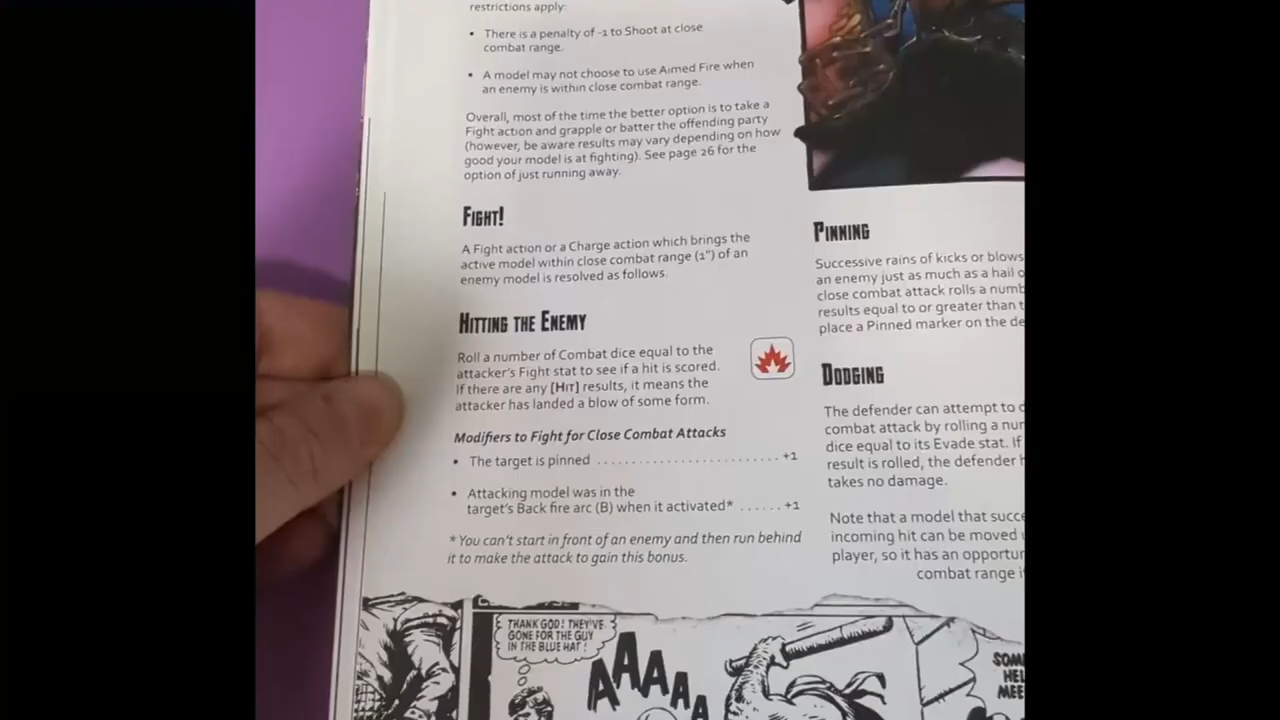 restrictions apply:
• There is a penalty of -1 to Shoot at close
combat range.
• A model may not choose to use Aimed Fire when
an enemy is within close combat range.
Overall, most of the time the better option is to take a
Fight action and grapple or batter the offending party
(however, be aware results may vary depending on how
good your model is at fighting). See page 26 for the
option of just running away.
FIGHT!
A Fight action or a Charge action which brings the
active model within close combat range (1") of an
enemy model is resolved as follows.
HITTING THE ENEMY
Roll a number of Combat dice equal to the
attacker's Fight stat to see if a hit is scored.
If there are any [HIT] results, it means the
attacker has landed a blow of some form.
Modifiers to Fight for Close Combat Attacks
• The target is pinned ........................ +1
• Attacking model was in the
target's Back fire arc (B) when it activated* ...... +1
* You can't start in front of an enemy and then run behind
it to make the attack to gain this bonus.
PINNING
Successive rains of kicks or blows
an enemy just as much as a hail
close combat attack rolls a
results equal to or greater than
place a Pinned marker on the
DODGING
The defender can attempt to
combat attack by rolling a
dice equal to its Evade stat. If
result is rolled, the defender
takes no damage.
Note that a model that
incoming hit can be moved
player, so it has an
combat range
THANK GOD! THEY'VE
GONE FOR THE GUY
IN THE BLUE HAT!
AAAAA